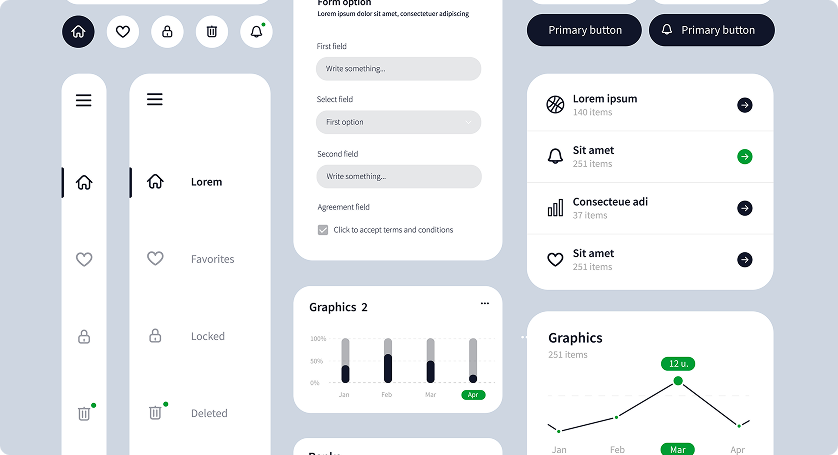 Lorem
Favorites
Locked
Deleted
Form option
Lorem ipsum dolor sit amet, consectetuer adipiscing
First field
Write something...
Select field
First option
Second field
Write something...
Agreement field
Click to accept terms and conditions
Graphics 2
100%
50%
0%
Jan Feb Mar Apr
Primary button
Primary button
Lorem ipsum
140 items
Sit amet
251 items
Consecteue adi
37 items
Sit amet
251 items
Graphics
251 items
12 u.
Jan Feb Mar Apr